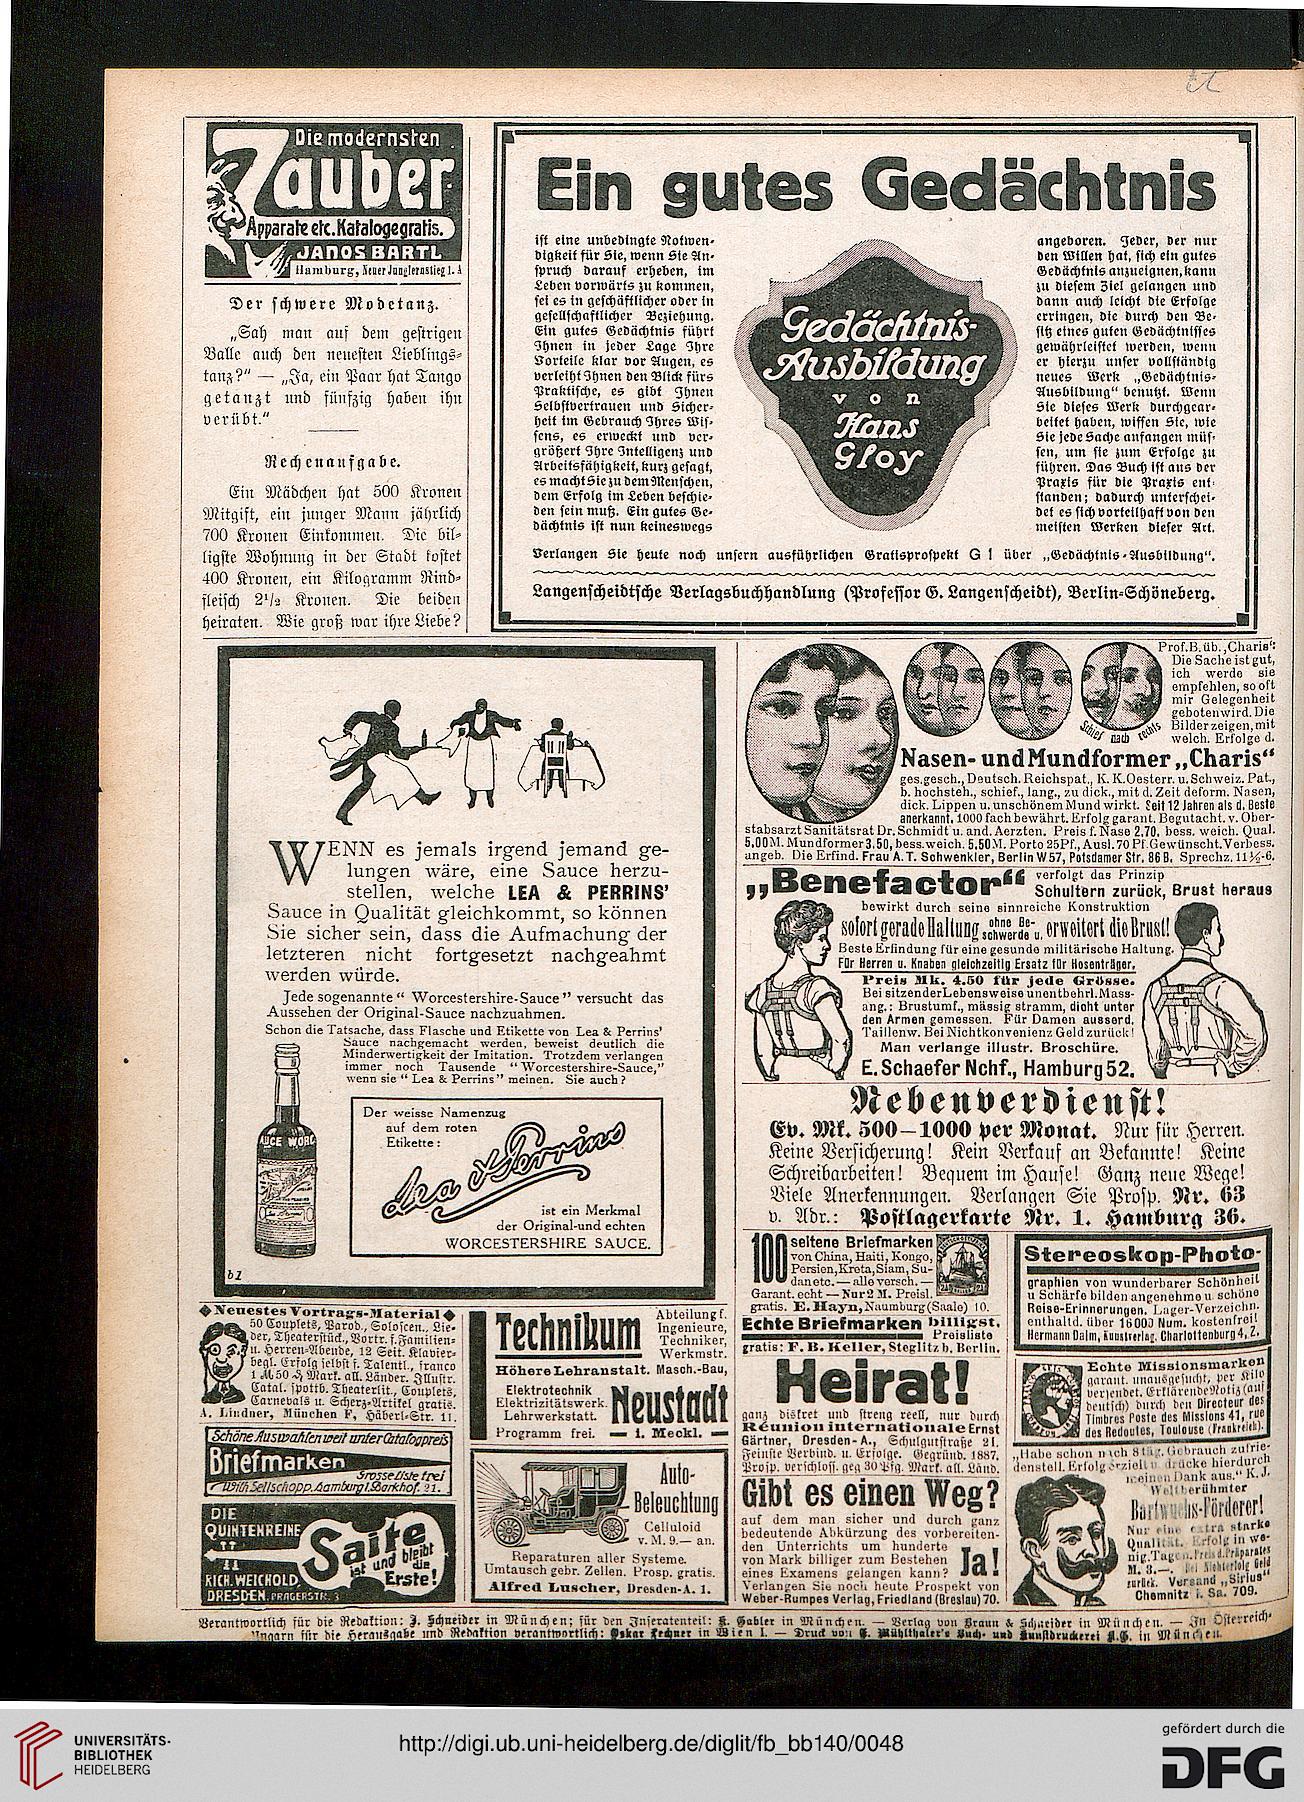 Die modernsten
Zauber
Apparate etc. Kataloge gratis.
JANOS BARTL
Hamburg, Neuer Jungfernstieg 1. A
Der schwere Modetanz.
„Sah man auf dem gestrigen
Balle auch den neuesten Lieblings-
tanz?“ — „Ja, ein Paar hat Tango
getanzt und fünfzig haben ihn
verübt.“
Rechenaufgabe.
Ein Mädchen hat 500 Kronen
Mitgift, ein junger Mann jährlich
700 Kronen Einkommen. Die bil-
ligste Wohnung in der Stadt kostet
400 Kronen, ein Kilogramm Rind-
fleisch 2½ Kronen. Die beiden
heiraten. Wie groß war ihre Liebe?
Ein gutes Gedächtnis
ist eine unbedingte Notwen-
digkeit für Sie, wenn Sie An-
spruch darauf erheben, im
Leben vorwärts zu kommen,
sei es in geschäftlicher oder in
gesellschaftlicher Beziehung.
Ein gutes Gedächtnis führt
Ihnen in jeder Lage Ihre
Vorteile klar vor Augen, es
verleiht Ihnen den Blick fürs
Praktische, es gibt Ihnen
Selbstvertrauen und Sicher-
heit im Gebrauch Ihres Wis-
sens, es erweckt und ver-
größert Ihre Intelligenz und
Arbeitsfähigkeit, kurz gesagt,
es macht Sie zu dem Menschen,
dem Erfolg im Leben beschie-
den sein muß. Ein gutes Ge-
dächtnis ist nun keineswegs
Gedächtnis-
Ausbildung
von
Hans
Gloy
angeboren. Jeder, der nur
den Willen hat, sich ein gutes
Gedächtnis anzueignen, kann
zu diesem Ziel gelangen und
dann auch leicht die Erfolge
erringen, die durch den Be-
sitz eines guten Gedächtnisses
gewährleistet werden, wenn
er hierzu unser vollständig
neues Werk „Gedächtnis-
Ausbildung“ benutzt. Wenn
Sie dieses Werk durchgear-
beitet haben, wissen Sie, wie
Sie jede Sache anfangen müs-
sen, um sie zum Erfolge zu
führen. Das Buch ist aus der
Praxis für die Praxis ent-
standen; dadurch unterschei-
det es sich vorteilhaft von den
meisten Werken dieser Art.
Verlangen Sie heute noch unsern ausführlichen Gratisprospekt G 1 über „Gedächtnis-Ausbildung“.
Langenscheidtsche Verlagsbuchhandlung (Professor G. Langenscheidt), Berlin-Schöneberg.
WENN es jemals irgend jemand ge-
lungen wäre, eine Sauce herzu-
stellen, welche LEA & PERRINS’
Sauce in Qualität gleichkommt, so können
Sie sicher sein, dass die Aufmachung der
letzteren nicht fortgesetzt nachgeahmt
werden würde.
Jede sogenannte “ Worcestershire-Sauce” versucht das
Aussehen der Original-Sauce nachzuahmen.
Schon die Tatsache, dass Flasche und Etikette von Lea & Perrins’
Sauce nachgemacht werden, beweist deutlich die
Minderwertigkeit der Imitation. Trotzdem verlangen
immer noch Tausende “Worcestershire-Sauce,”
wenn sie “ Lea & Perrins” meinen. Sie auch?
Der weisse Namenzug
auf dem roten
Etikette:
Lea & Perrins
ist ein Merkmal
der Original-und echten
WORCESTERSHIRE SAUCE.
b1
Prof. B. üb. „Charis“:
Die Sache ist gut,
ich werde sie
empfehlen, so oft
mir Gelegenheit
geboten wird. Die
Bilder zeigen, mit
welch. Erfolge d.
Schief nach rechts
Nasen- und Mundformer „Charis“
ges. gesch., Deutsch. Reichspat., K. K. Oesterr. u. Schweiz. Pat.,
b. hochsteh., schief., lang., zu dick., mit d. Zeit deform. Nasen,
dick. Lippen u. unschönem Mund wirkt. Seit 12 Jahren als d. Beste
anerkannt, 1000 fach bewährt. Erfolg garant. Begutacht. v. Ober-
stabsarzt Sanitätsrat Dr. Schmidt u. and. Aerzten. Preis f. Nase 2.70, bess. weich. Qual.
5.00 M. Mundformer 3.50, bess. weich. 5.50 M. Porto 25 Pf., Ausl. 70 Pf. Gewünscht. Verbess.
angeb. Die Erfind. Frau A. T. Schwenkler, Berlin W 57, Potsdamer Str. 86 B. Sprechz. 11½-6.
„Benefactor“
verfolgt das Prinzip
Schultern zurück, Brust heraus
bewirkt durch seine sinnreiche Konstruktion
sofort gerade Haltung ohne Be-schwerde u. erweitert die Brust!
Beste Erfindung für eine gesunde militärische Haltung.
Für Herren u. Knaben gleichzeitig Ersatz für Hosenträger.
Preis Mk. 4.50 für jede Grösse.
Bei sitzender Lebensweise unentbehrl. Mass-
ang.: Brustumf., mässig stramm, dicht unter
den Armen gemessen. Für Damen ausserd.
Taillenw. Bei Nichtkonvenienz Geld zurück!
Man verlange illustr. Broschüre.
E. Schaefer Nchf., Hamburg 52.
Nebenverdienst!
Ev. Mk. 500—1000 per Monat. Nur für Herren.
Keine Versicherung! Kein Verkauf an Bekannte! Keine
Schreibarbeiten! Bequem im Hause! Ganz neue Wege!
Viele Anerkennungen. Verlangen Sie Prosp. Nr. 63
v. Adr.: Postlagerkarte Nr. 1. Hamburg 36.
100 seltene Briefmarken
von China, Haiti, Kongo,
Persien, Kreta, Siam, Su-
dan etc. — alle versch. —
Garant. echt — Nur 2 M. Preisl.
gratis. E. Hayn, Naumburg (Saale) 10.
Echte Briefmarken billigst.
Preisliste
gratis: F. B. Keller, Steglitz b. Berlin.
Heirat!
ganz diskret und streng reell, nur durch
Réunion internationale Ernst
Gärtner, Dresden-A., Schulgutstraße 21.
Feinste Verbind. u. Erfolge. Gegründ. 1887.
Prosp. verschloss. geg 30 Pfg. Mark. all. Länd.
Gibt es einen Weg?
auf dem man sicher und durch ganz
bedeutende Abkürzung des vorbereiten-
den Unterrichts um hunderte
von Mark billiger zum Bestehen
eines Examens gelangen kann? Ja!
Verlangen Sie noch heute Prospekt von
Weber-Rumpes Verlag, Friedland (Breslau) 70.
Stereoskop-Photo-
graphien von wunderbarer Schönheit
u Schärfe bilden angenehme u. schöne
Reise-Erinnerungen. Lager-Verzeichn.
enthaltd. über 16000 Num. kostenfrei!
Hermann Dalm, Kunstverlag, Charlottenburg 4, 2.
Echte Missionsmarken
garant. unausgesucht, per Kilo
versendet. Erklärende Notiz (auf
deutsch) durch den Directeur des
Timbres Poste des Missions 41, rue
des Redoutes, Toulouse (Frankreich).
„Habe schon nach 8 täg. Gebrauch zufrie-
denstell. Erfolg erzielt u. drücke hierdurch
meinen Dank aus.“ K. J.
Weltberühmter
Bartwuchs-Förderer!
Nur eine extra starke
Qualität. Erfolg in we-
nig. Tagen. Preis d. Präparates
M. 3.—. Bei Nichterfolg Geld
zurück. Versand „Sirius“
Chemnitz i. Sa. 709.
Neuestes Vortrags-Material
50 Couplets, Parod., Soloscen., Lie-
der, Theaterstück., Vortr. f. Familien-
u. Herren-Abende, 12 Seit. Klavier-
begl. Erfolg selbst f. Talentl., franco
1 M 50 ₰, Mark. all. Länder. Illustr.
Catal. spottb. Theaterlit., Couplets,
Carnevals u. Scherz-Artikel gratis.
A. Lindner, München F, Häberl-Str. 11.
Schöne Auswahlen weit unter Catalogpreis
Briefmarken
Grosse Liste frei
Wilh. Sellschopp. Hamburg 1. Barkhof. 21.
DIE
QUINTENREINE
Saite
ist und bleibt
die
Erste!
RICH. WEICHOLD
DRESDEN. PRAGERSTR.
Technikum
Abteilung f.
Ingenieure,
Techniker,
Werkmstr.
Höhere Lehranstalt. Masch.-Bau,
Elektrotechnik
Elektrizitätswerk.
Lehrwerkstatt.
Programm frei.
Neustadt
i. Meckl.
Auto-
Beleuchtung
Celluloid
v. M. 9.— an.
Reparaturen aller Systeme.
Umtausch gebr. Zellen. Prosp. gratis.
Alfred Luscher, Dresden-A. 1.
Verantwortlich für die Redaktion: J. Schneider in München; für den Inseratenteil: K. Gabler in München. — Verlag von Braun & Schneider in München. — In Österreich-
Ungarn für die Herausgabe und Redaktion verantwortlich: Oskar Lechner in Wien I. — Druck von E. Mühlthaler's Buch- und Kunstdruckerei A.G. in München.
UNIVERSITÄTS-
BIBLIOTHEK
HEIDELBERG
http://digi.ub.uni-heidelberg.de/diglit/fb_bb140/0048
gefördert durch die
DFG